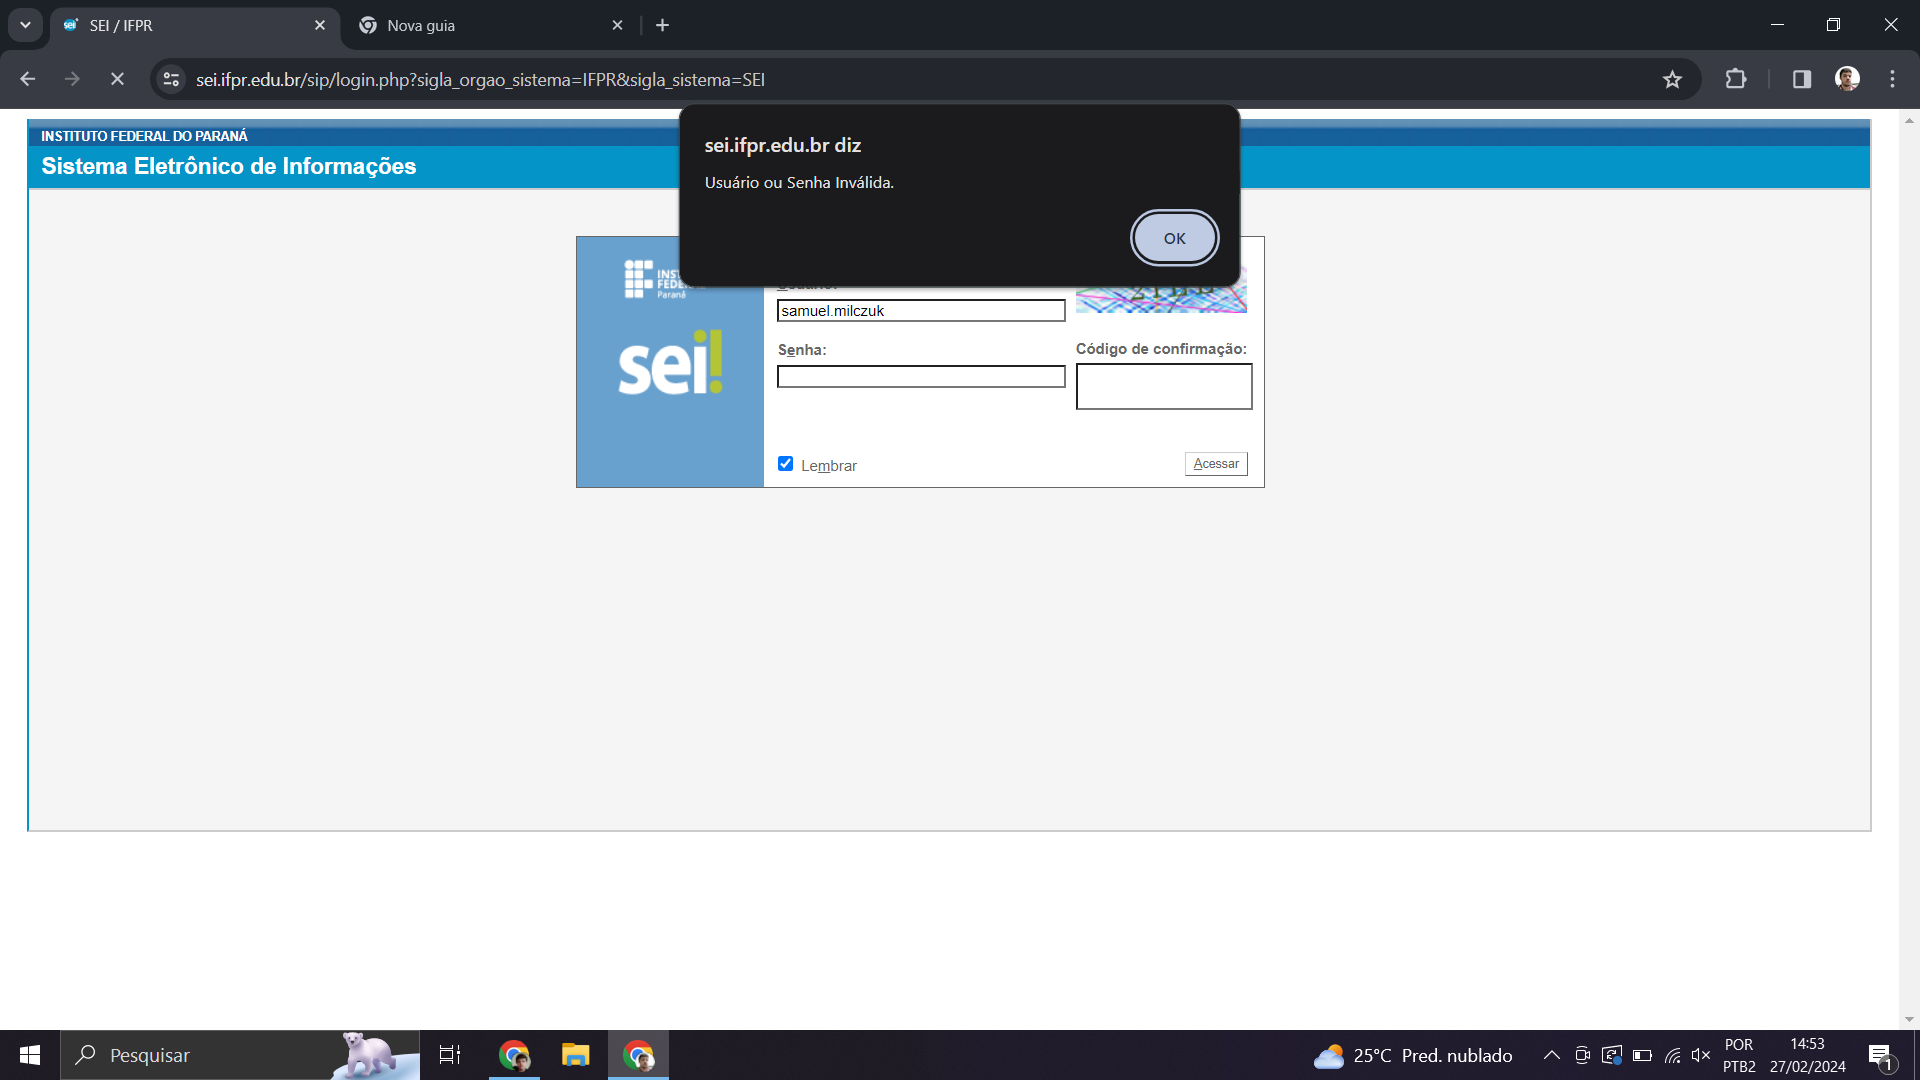 SEI / IFPR
Nova guia
sei.ifpr.edu.br/sip/login.php?sigla_orgao_sistema=IFPR&sigla_sistema=SEI
INSTITUTO FEDERAL DO PARANÁ
Sistema Eletrônico de Informações
sei.ifpr.edu.br diz
Usuário ou Senha Inválida.
OK
Paraná
sei!
samuel.milczuk
Senha:
Código de confirmação:
Lembrar
Acessar
Pesquisar
25°C Pred. nublado
POR
PTB2
14:53
27/02/2024
1